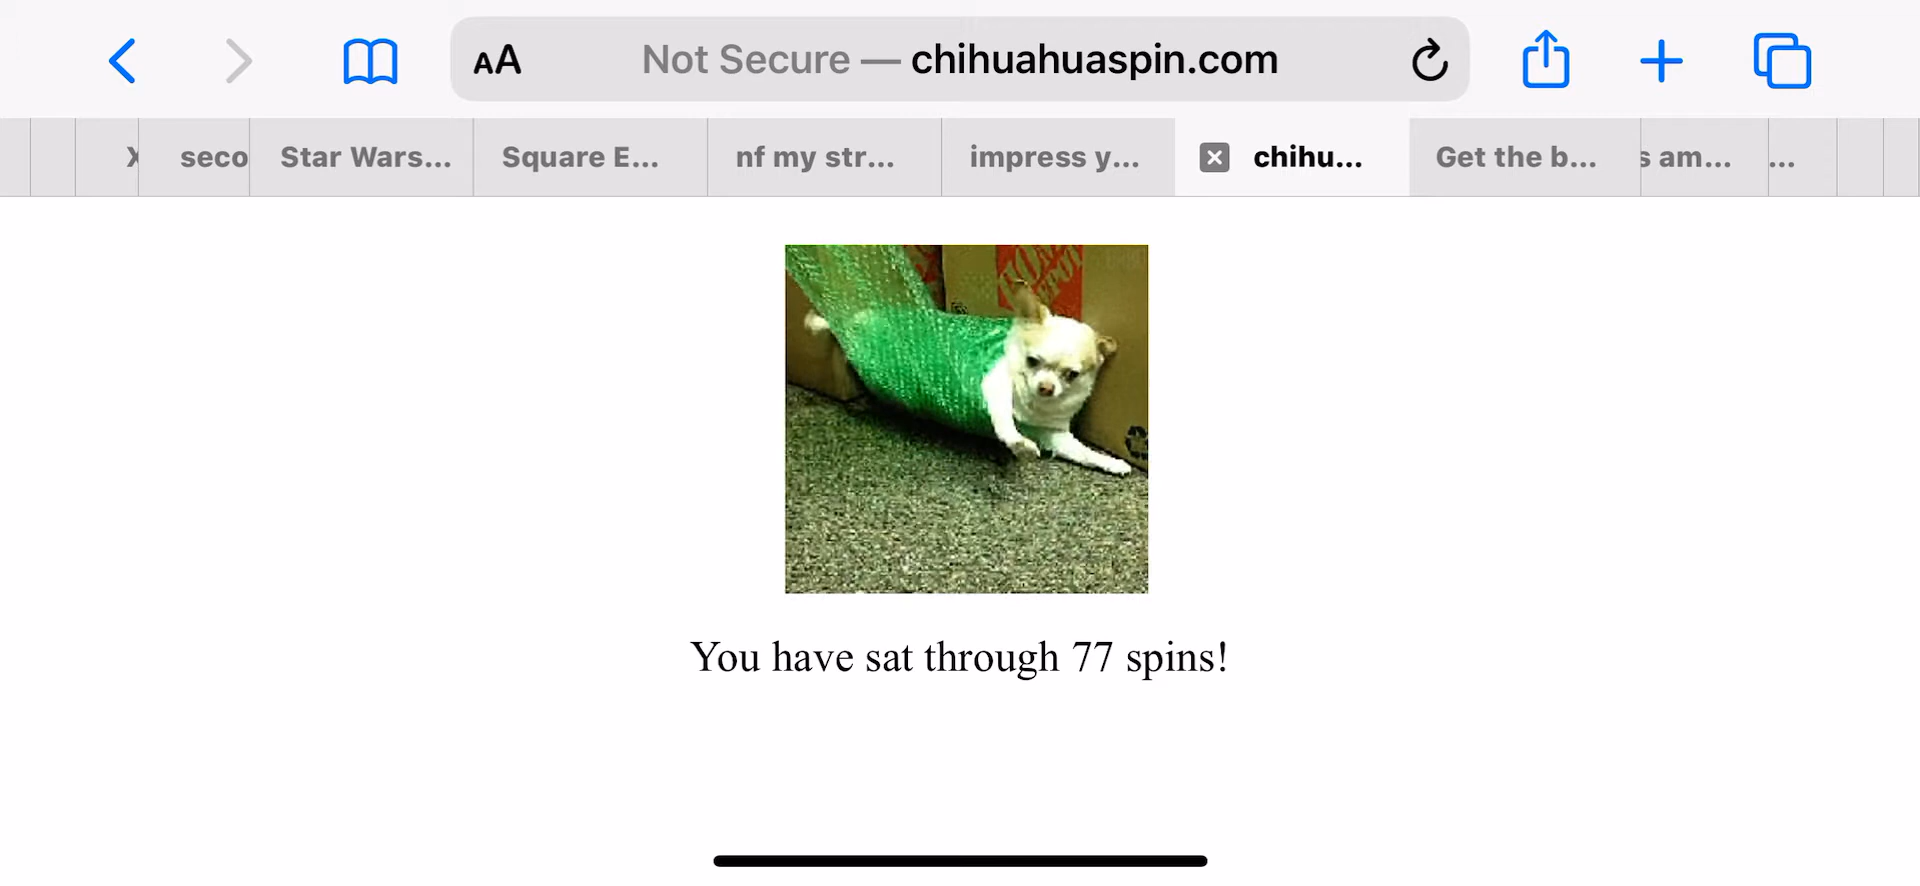 AA Not Secure — chihuahuaspin.com
seco Star Wars... Square E... nf my str... impress y... chihu... Get the b... s am... ...
You have sat through 77 spins!